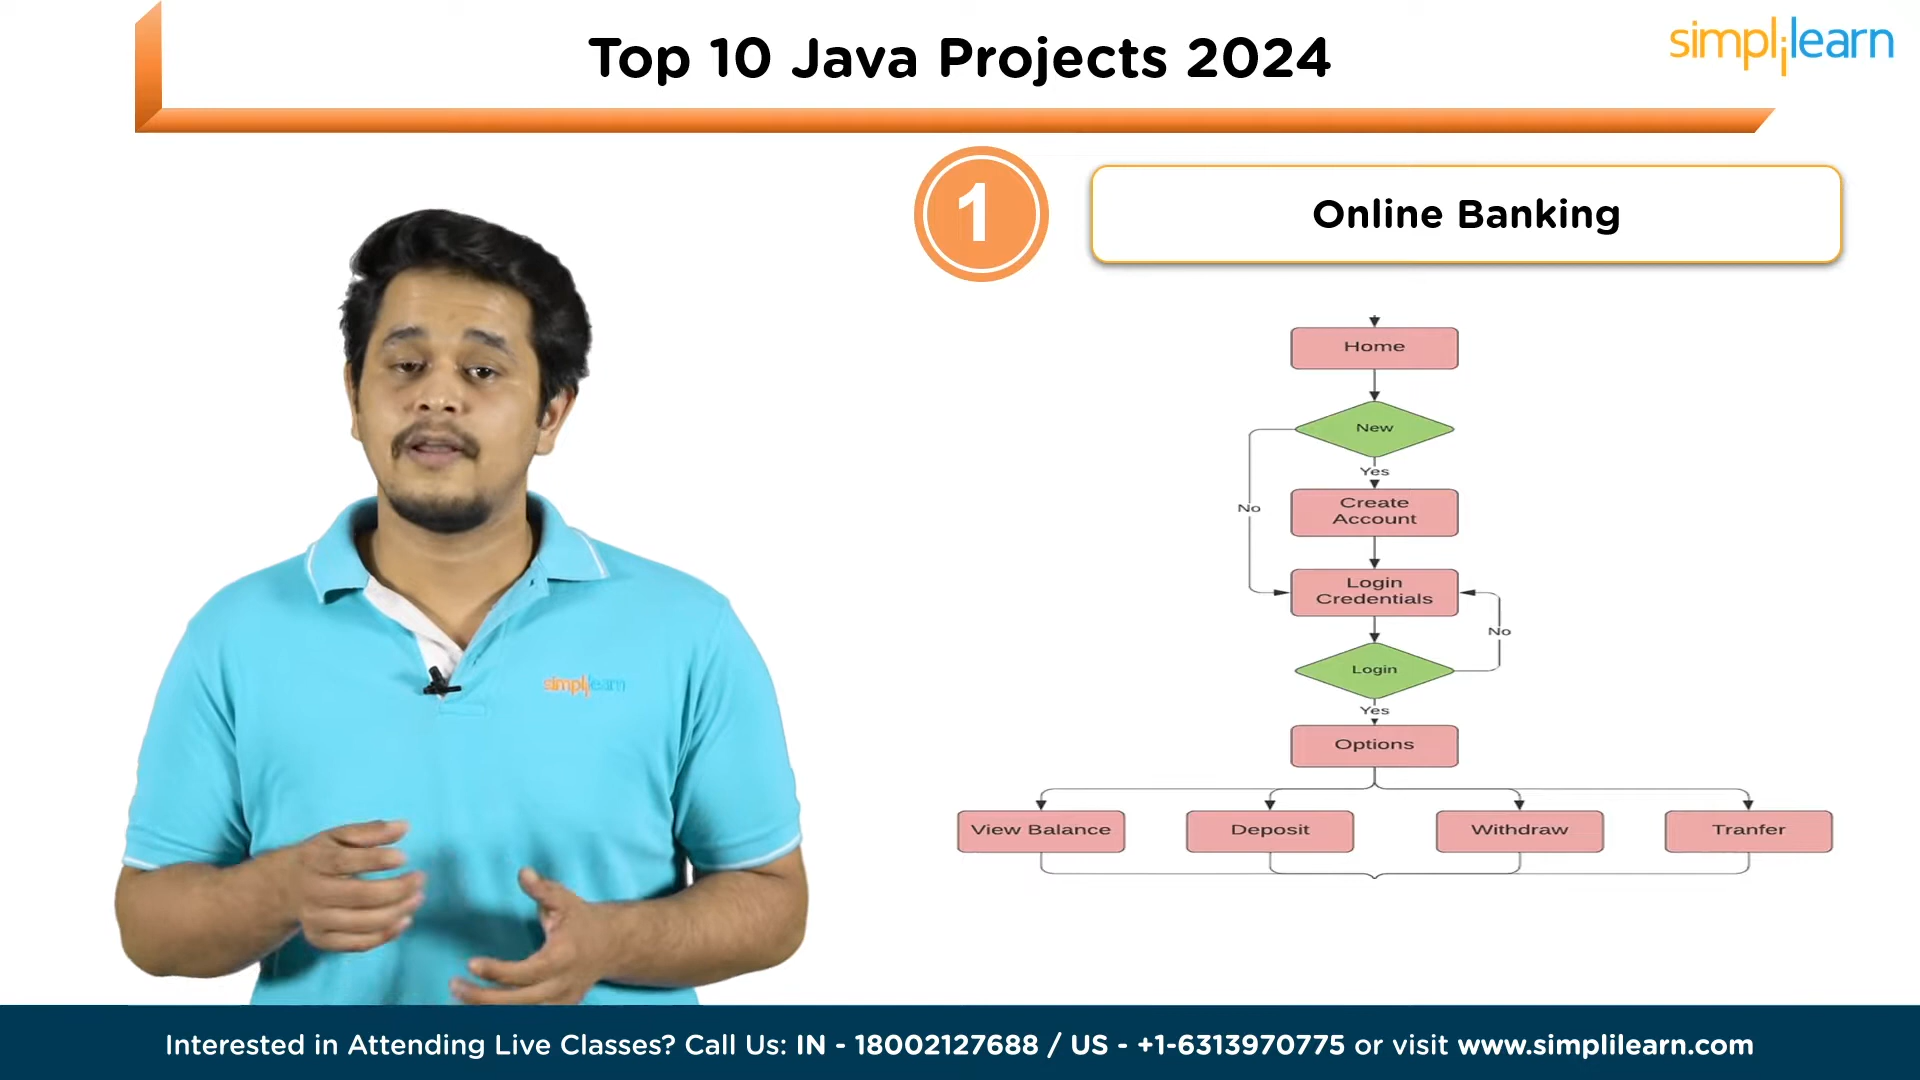 Top 10 Java Projects 2024
simplilearn
1
Online Banking
Home
New
Yes
No
Create
Account
Login
Credentials
No
Login
Yes
Options
View Balance
Deposit
Withdraw
Tranfer
simplilearn
Interested in Attending Live Classes? Call Us: IN - 18002127688 / US - +1-6313970775 or visit www.simplilearn.com